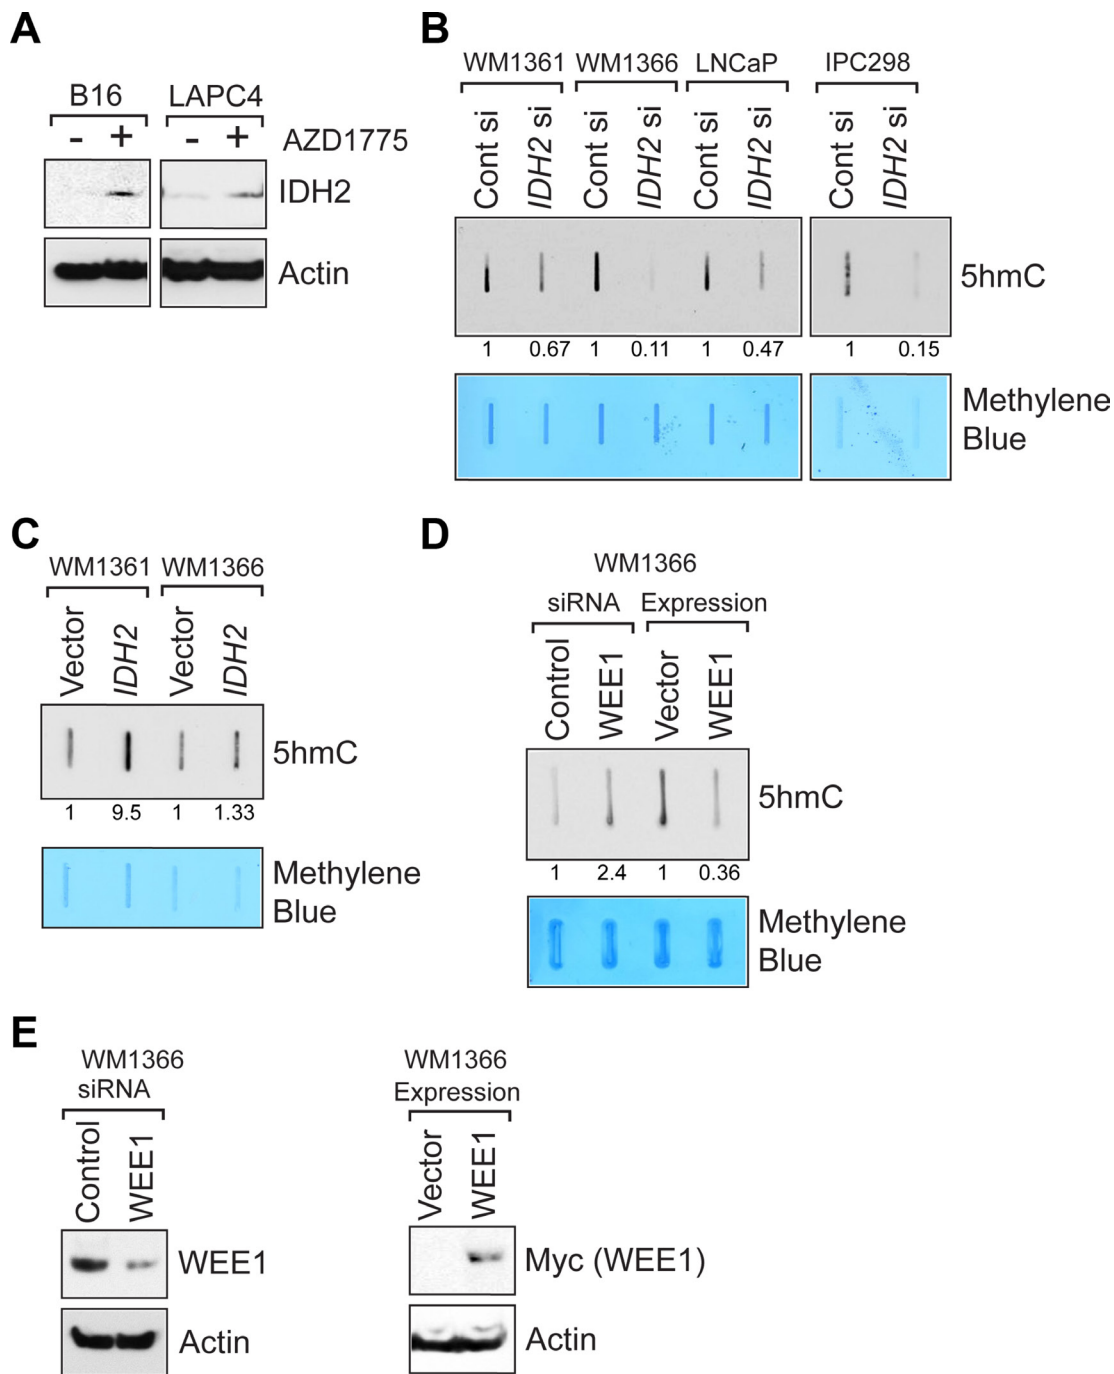 A
B16 LAPC4
- + - + AZD1775
IDH2
Actin
B
WM1361 WM1366 LNCaP IPC298
Cont si IDH2 si Cont si IDH2 si Cont si IDH2 si Cont si IDH2 si
5hmC
1 0.67 1 0.11 1 0.47 1 0.15
Methylene
Blue
C
WM1361 WM1366
Vector IDH2 Vector IDH2
5hmC
1 9.5 1 1.33
Methylene
Blue
D
WM1366
siRNA Expression
Control WEE1 Vector WEE1
5hmC
1 2.4 1 0.36
Methylene
Blue
E
WM1366
siRNA
Control WEE1
WEE1
Actin
WM1366
Expression
Vector WEE1
Myc (WEE1)
Actin